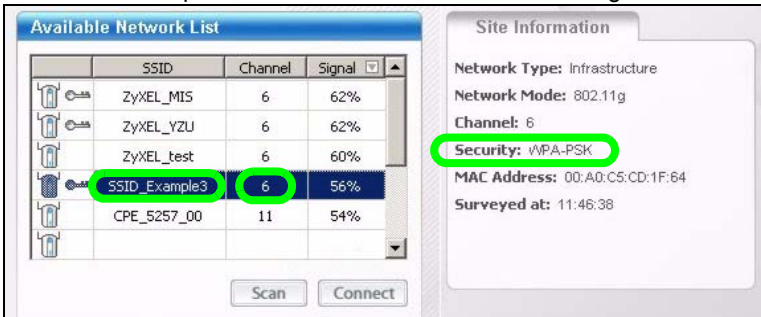 Available Network List
SSID Channel Signal
ZyXEL_MIS 6 62%
ZyXEL_YZU 6 62%
ZyXEL_test 6 60%
SSID_Example3 6 56%
CPE_5257_00 11 54%
Scan Connect
Site Information
Network Type: Infrastructure
Network Mode: 802.11g
Channel: 6
Security: WPA-PSK
MAC Address: 00:A0:C5:CD:1F:64
Surveyed at: 11:46:38